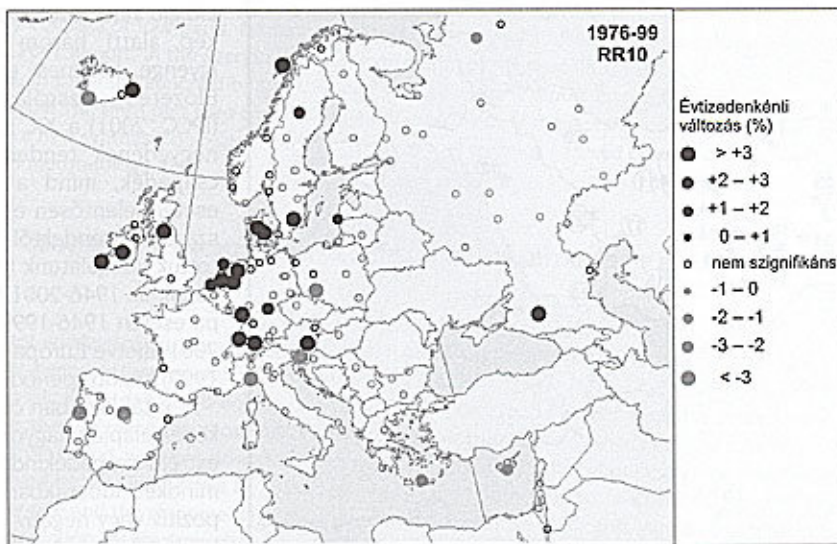 1976-99
RR10
Évtizedenkénti
változás (%)
> +3
+2 – +3
+1 – +2
0 – +1
nem szignifikáns
-1 – 0
-2 – -1
-3 – -2
< -3